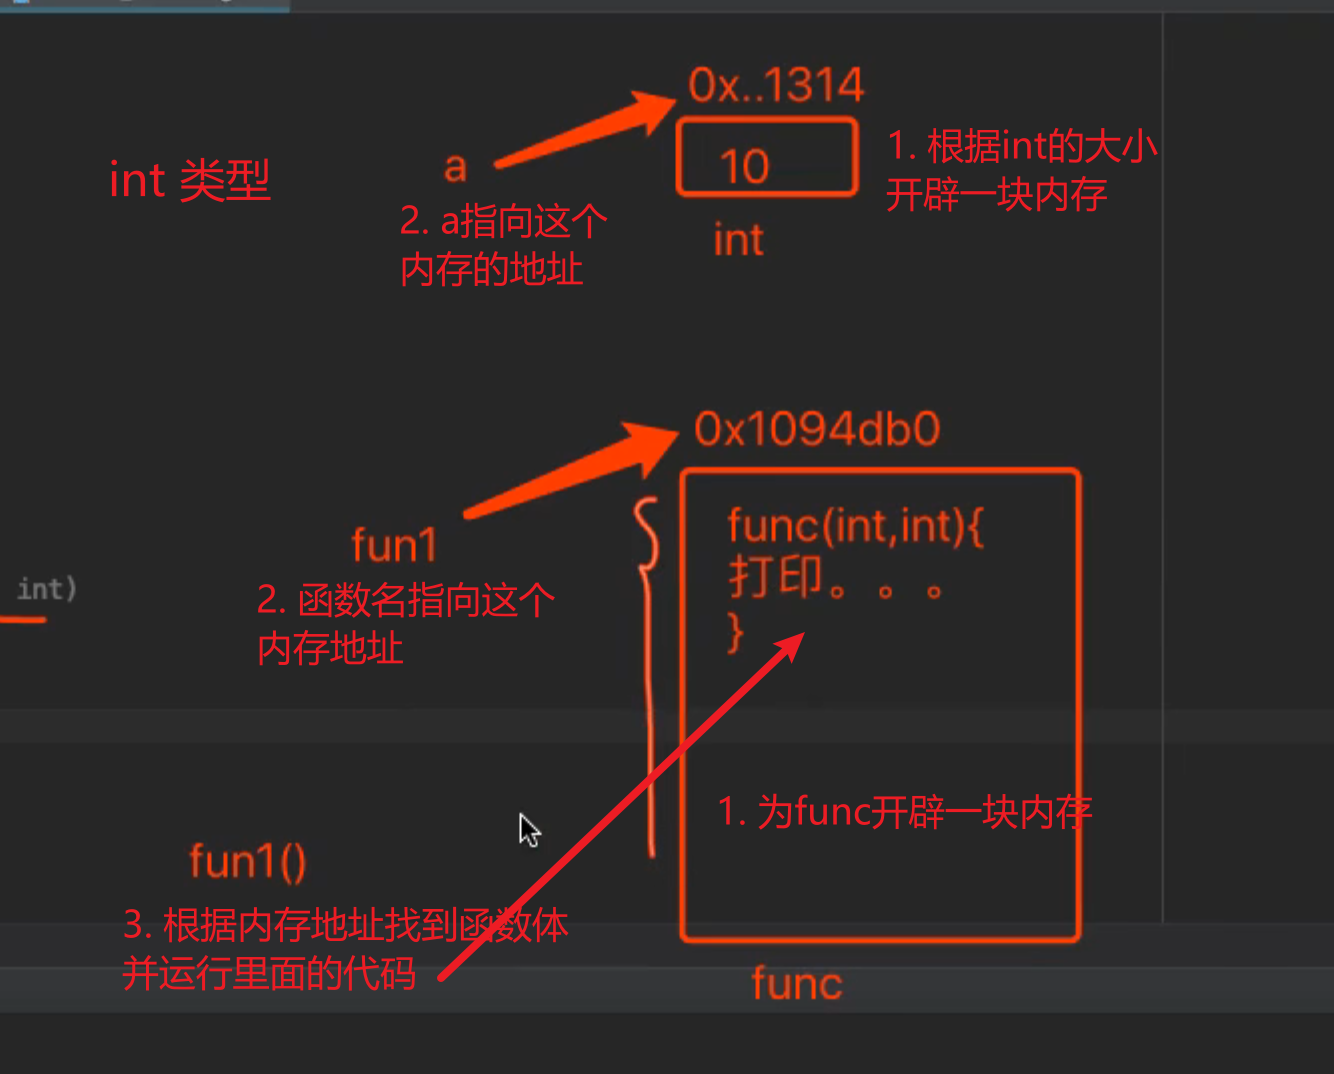 0x..1314
int 类型
a
10
1. 根据int的大小
开辟一块内存
2. a指向这个
内存的地址
int
0x1094db0
fun1
func(int,int){
打印。。。
}
int)
2. 函数名指向这个
内存地址
1. 为func开辟一块内存
fun1()
3. 根据内存地址找到函数体
并运行里面的代码
func